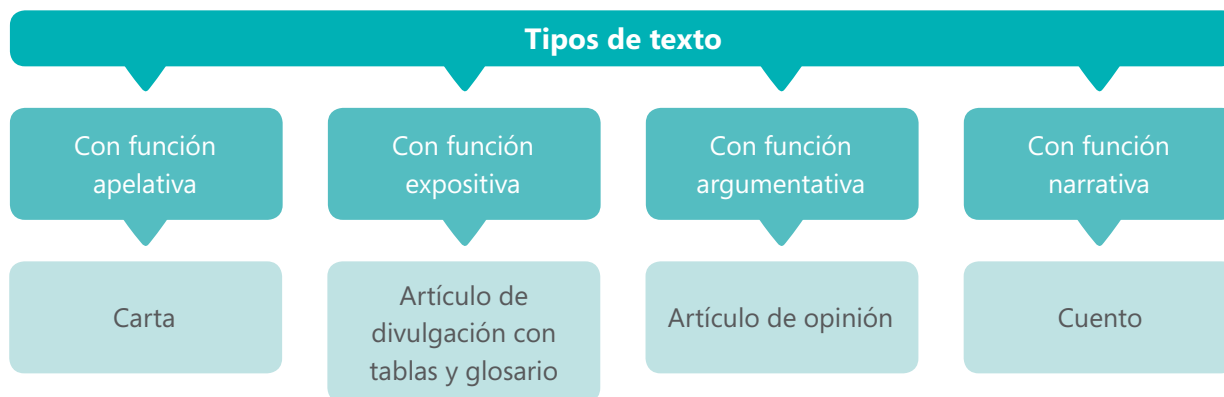 Tipos de texto
Con función
apelativa
Con función
expositiva
Con función
argumentativa
Con función
narrativa
Carta
Artículo de
divulgación con
tablas y glosario
Artículo de opinión
Cuento